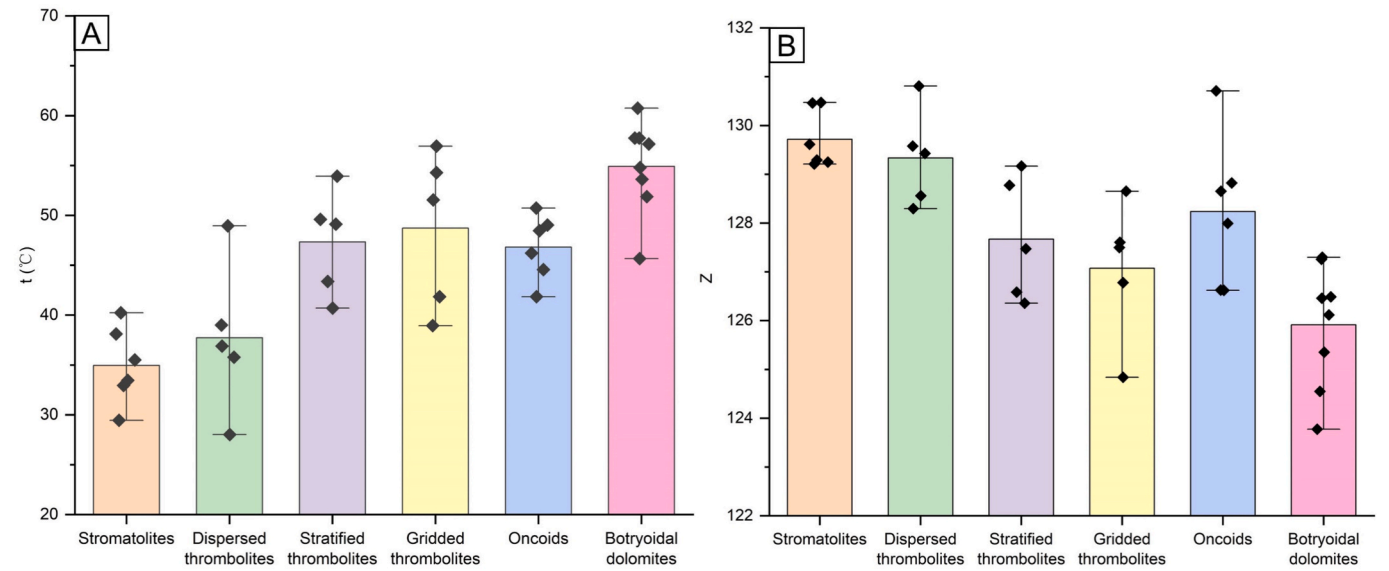 A
70
60
50
40
30
20
t (℃)
Stromatolites
Dispersed
thrombolites
Stratified
thrombolites
Gridded
thrombolites
Oncoids
Botryoidal
dolomites
B
132
130
128
126
124
122
Z
Stromatolites
Dispersed
thrombolites
Stratified
thrombolites
Gridded
thrombolites
Oncoids
Botryoidal
dolomites